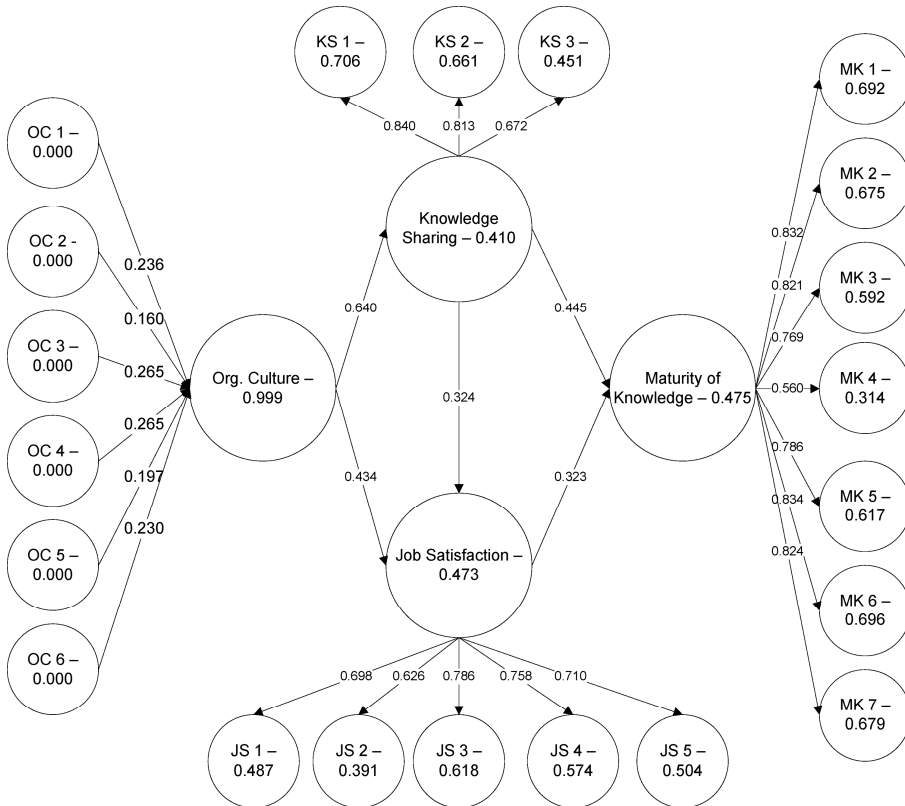 KS 1 –
0.706
KS 2 –
0.661
KS 3 –
0.451
0.840
0.813
0.672
OC 1 –
0.000
OC 2 -
0.000
OC 3 –
0.000
OC 4 –
0.000
OC 5 –
0.000
OC 6 –
0.000
0.236
0.160
0.265
0.265
0.197
0.230
Org. Culture –
0.999
0.640
0.434
Knowledge
Sharing – 0.410
0.324
Job Satisfaction –
0.473
0.445
0.323
Maturity of
Knowledge – 0.475
0.832
0.821
0.769
0.560
0.786
0.834
0.824
MK 1 –
0.692
MK 2 –
0.675
MK 3 –
0.592
MK 4 –
0.314
MK 5 –
0.617
MK 6 –
0.696
MK 7 –
0.679
0.698
0.626
0.786
0.758
0.710
JS 1 –
0.487
JS 2 –
0.391
JS 3 –
0.618
JS 4 –
0.574
JS 5 –
0.504